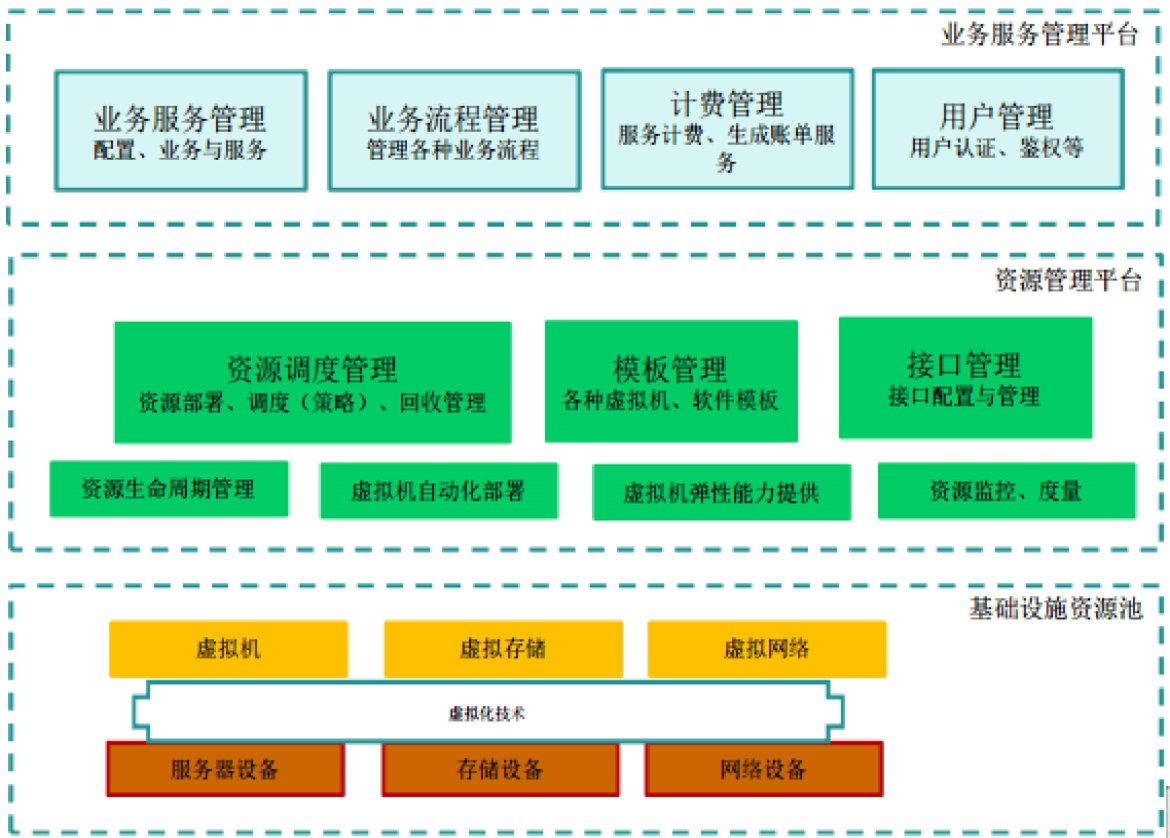 业务服务管理平台
业务服务管理
配置、业务与服务
业务流程管理
管理各种业务流程
计费管理
服务计费、生成账单服
务
用户管理
用户认证、鉴权等
资源管理平台
资源调度管理
资源部署、调度（策略）、回收管理
模板管理
各种虚拟机、软件模板
接口管理
接口配置与管理
资源生命周期管理
虚拟机自动化部署
虚拟机弹性能力提供
资源监控、度量
基础设施资源池
虚拟机
虚拟存储
虚拟网络
虚拟化技术
服务器设备
存储设备
网络设备